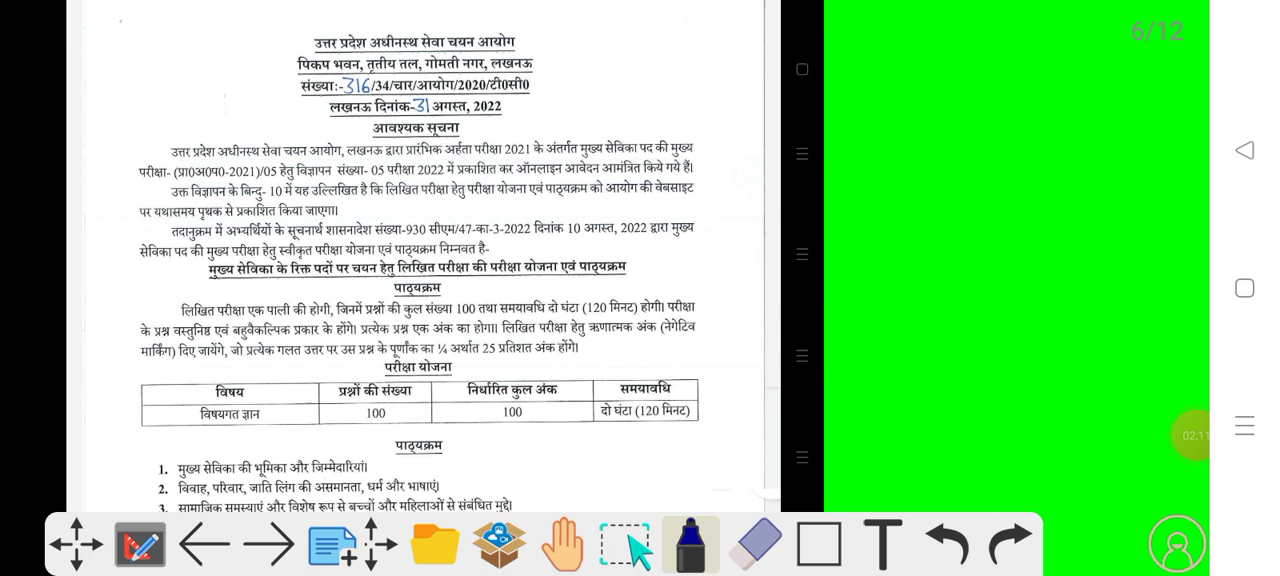 6/12
उत्तर प्रदेश अधीनस्थ सेवा चयन आयोग
पिकप भवन, तृतीय तल, गोमती नगर, लखनऊ
संख्याः-316/34/चार/आयोग/2020/टी0सी0
लखनऊ दिनांक-31 अगस्त, 2022
आवश्यक सूचना
उत्तर प्रदेश अधीनस्थ सेवा चयन आयोग, लखनऊ द्वारा प्रारंभिक अर्हता परीक्षा 2021 के अंतर्गत मुख्य सेविका पद की मुख्य
परीक्षा- (प्रा0अ0प0-2021)/05 हेतु विज्ञापन संख्या- 05 परीक्षा 2022 में प्रकाशित कर ऑनलाइन आवेदन आमंत्रित किये गये हैं।
उक्त विज्ञापन के बिन्दु- 10 में यह उल्लिखित है कि लिखित परीक्षा हेतु परीक्षा योजना एवं पाठ्यक्रम को आयोग की वेबसाइट
पर यथासमय पृथक से प्रकाशित किया जाएगा।
तदानुक्रम में अभ्यर्थियों के सूचनार्थ शासनादेश संख्या-930 सीएम/47-का-3-2022 दिनांक 10 अगस्त, 2022 द्वारा मुख्य
सेविका पद की मुख्य परीक्षा हेतु स्वीकृत परीक्षा योजना एवं पाठ्यक्रम निम्नवत है-
मुख्य सेविका के रिक्त पदों पर चयन हेतु लिखित परीक्षा की परीक्षा योजना एवं पाठ्यक्रम
पाठ्यक्रम
लिखित परीक्षा एक पाली की होगी, जिनमें प्रश्नों की कुल संख्या 100 तथा समयावधि दो घंटा (120 मिनट) होगी। परीक्षा
के प्रश्न वस्तुनिष्ठ एवं बहुवैकल्पिक प्रकार के होंगे। प्रत्येक प्रश्न एक अंक का होगा। लिखित परीक्षा हेतु ऋणात्मक अंक (नेगेटिव
मार्किंग) दिए जायेंगे, जो प्रत्येक गलत उत्तर पर उस प्रश्न के पूर्णांक का ¼ अर्थात 25 प्रतिशत अंक होंगे।
परीक्षा योजना
विषय प्रश्नों की संख्या निर्धारित कुल अंक समयावधि
विषयगत ज्ञान 100 100 दो घंटा (120 मिनट)
पाठ्यक्रम
1. मुख्य सेविका की भूमिका और जिम्मेदारियां।
2. विवाह, परिवार, जाति लिंग की असमानता, धर्म और भाषाएं।
3. सामाजिक समस्याएं और विशेष रूप से बच्चों और महिलाओं से संबंधित मुद्दे।
02:11
T